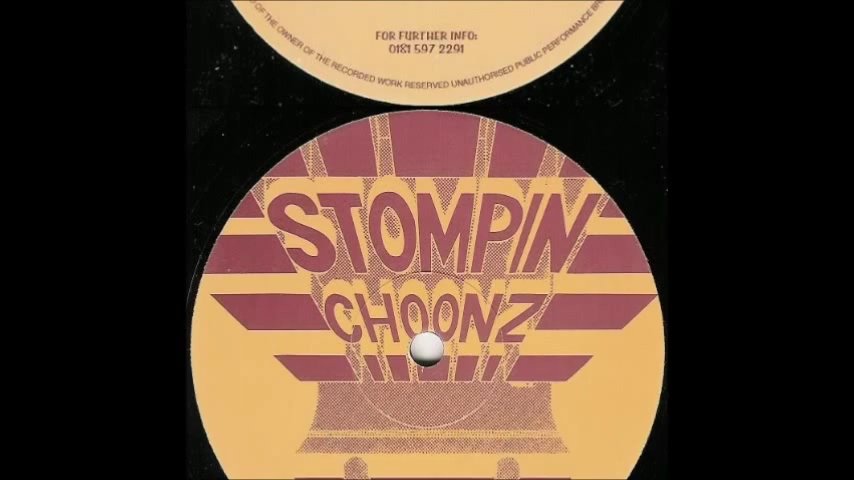 FOR FURTHER INFO:
0181 597 2291
OF THE OWNER OF THE RECORDED WORK RESERVED UNAUTHORISED PUBLIC PERFORMANCE
STOMPIN
CHOONZ